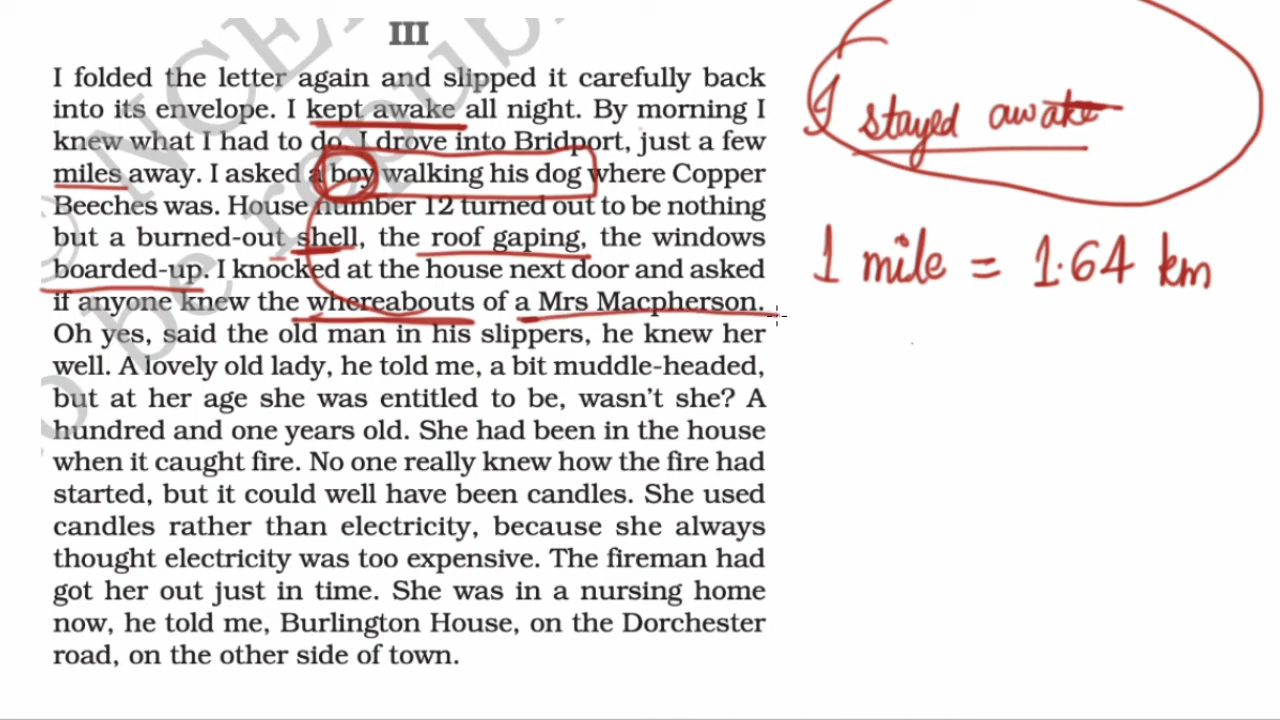 III
I folded the letter again and slipped it carefully back
into its envelope. I kept awake all night. By morning I
knew what I had to do. I drove into Bridport, just a few
miles away. I asked a boy walking his dog where Copper
Beeches was. House number 12 turned out to be nothing
but a burned-out shell, the roof gaping, the windows
boarded-up. I knocked at the house next door and asked
if anyone knew the whereabouts of a Mrs Macpherson.
Oh yes, said the old man in his slippers, he knew her
well. A lovely old lady, he told me, a bit muddle-headed,
but at her age she was entitled to be, wasn't she? A
hundred and one years old. She had been in the house
when it caught fire. No one really knew how the fire had
started, but it could well have been candles. She used
candles rather than electricity, because she always
thought electricity was too expensive. The fireman had
got her out just in time. She was in a nursing home
now, he told me, Burlington House, on the Dorchester
road, on the other side of town.
I stayed awake
1 mile = 1.64 km
© NCE
to be republ